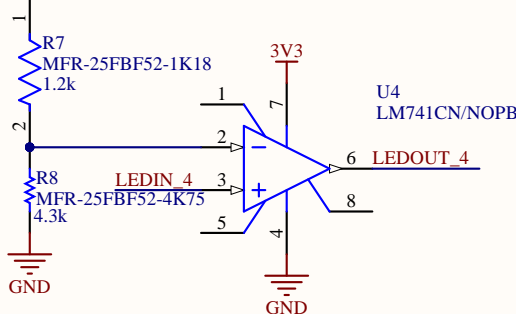 1
R7
MFR-25FBF52-1K18
1.2k
2
R8
MFR-25FBF52-4K75
4.3k
GND
3V3
U4
LM741CN/NOPB
1
7
2
6 LEDOUT_4
LEDIN_4 3
5
4
8
GND